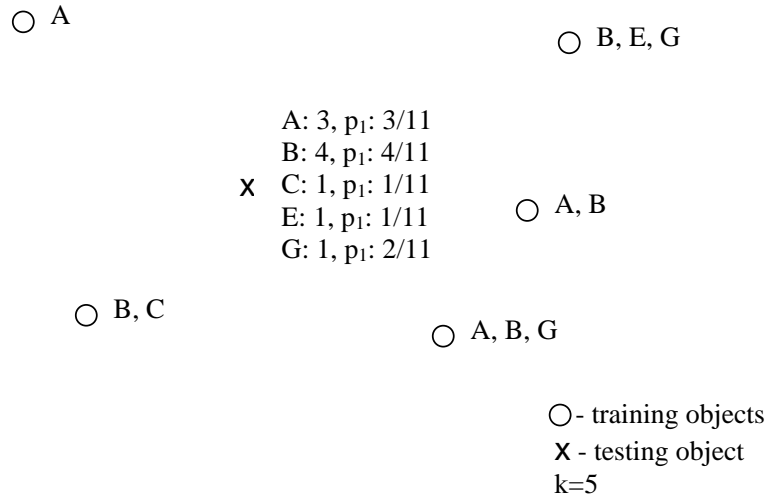 A
B, E, G
A: 3, p₁: 3/11
B: 4, p₁: 4/11
x C: 1, p₁: 1/11
E: 1, p₁: 1/11
G: 1, p₁: 2/11
A, B
B, C
A, B, G
- training objects
x - testing object
k=5